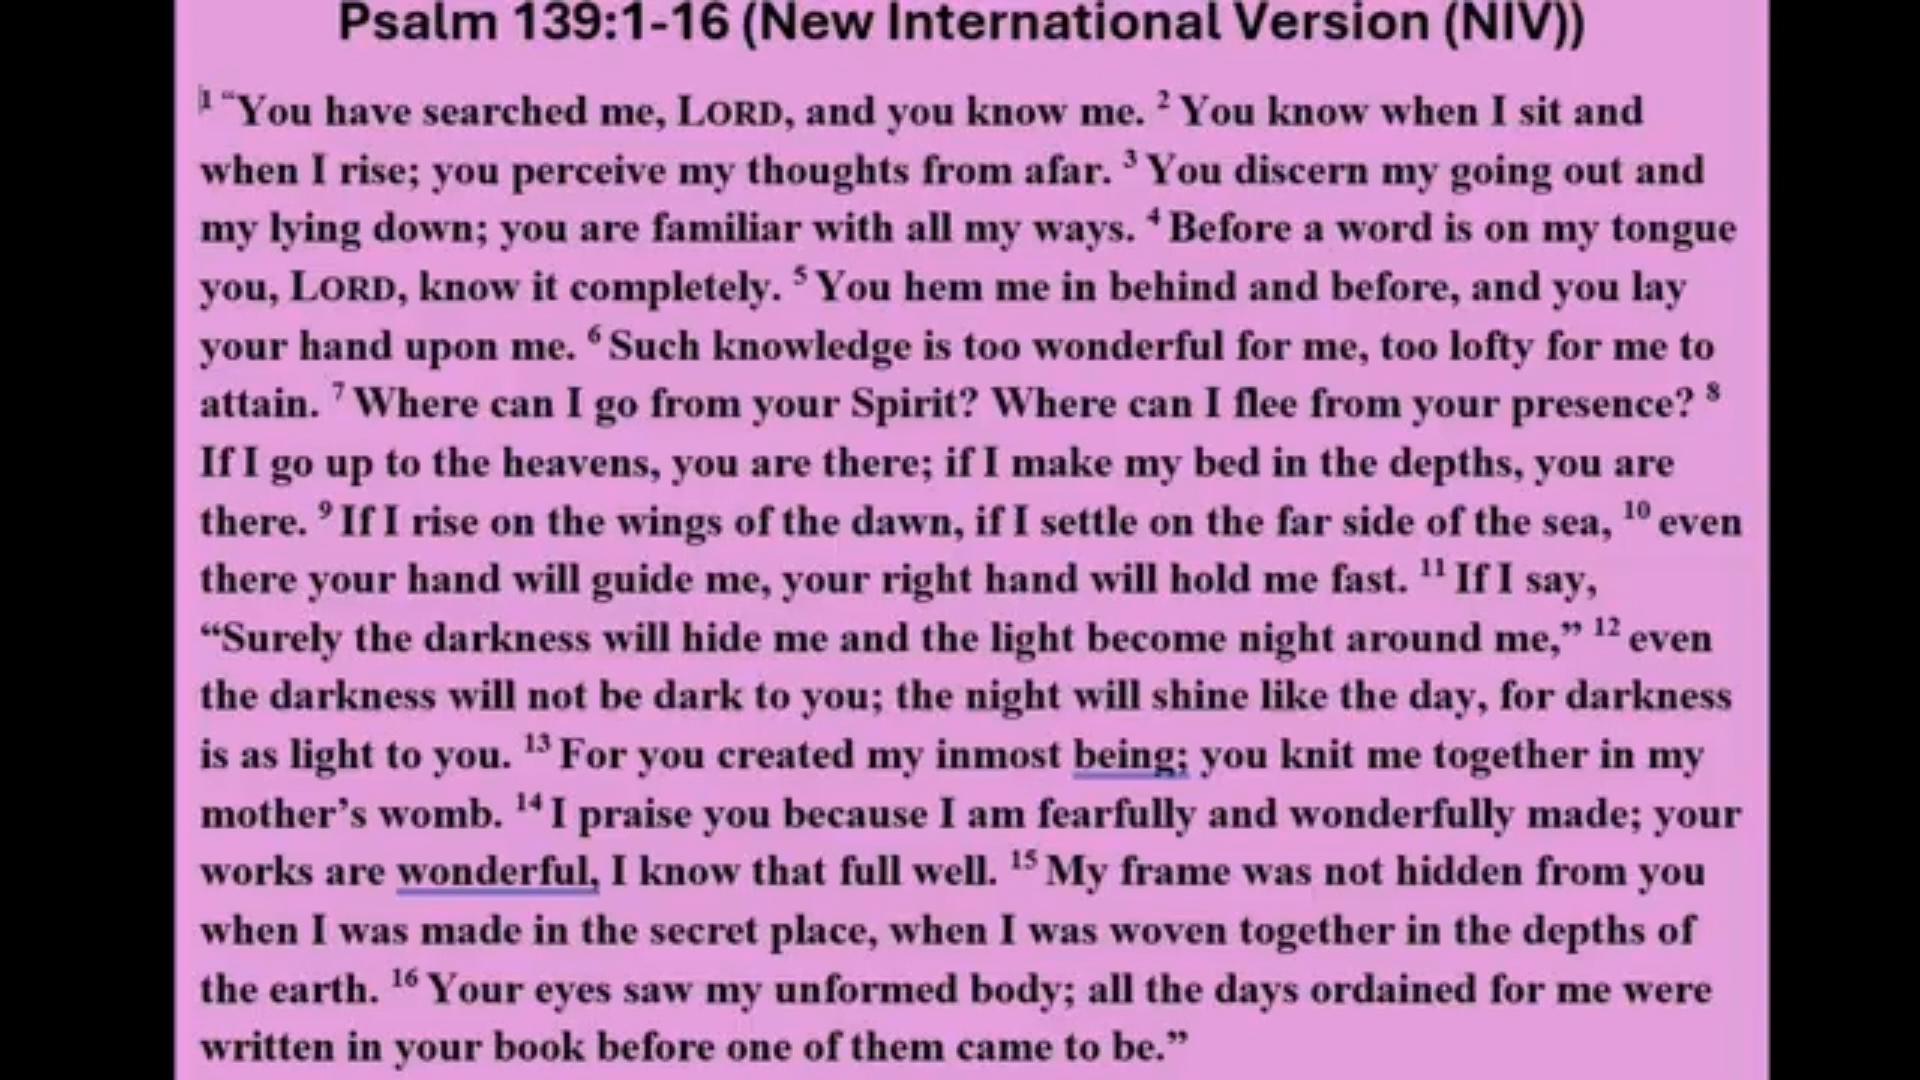 Psalm 139:1-16 (New International Version (NIV))
1 “You have searched me, LORD, and you know me. 2 You know when I sit and
when I rise; you perceive my thoughts from afar. 3 You discern my going out and
my lying down; you are familiar with all my ways. 4 Before a word is on my tongue
you, LORD, know it completely. 5 You hem me in behind and before, and you lay
your hand upon me. 6 Such knowledge is too wonderful for me, too lofty for me to
attain. 7 Where can I go from your Spirit? Where can I flee from your presence? 8
If I go up to the heavens, you are there; if I make my bed in the depths, you are
there. 9 If I rise on the wings of the dawn, if I settle on the far side of the sea, 10 even
there your hand will guide me, your right hand will hold me fast. 11 If I say,
“Surely the darkness will hide me and the light become night around me,” 12 even
the darkness will not be dark to you; the night will shine like the day, for darkness
is as light to you. 13 For you created my inmost being; you knit me together in my
mother’s womb. 14 I praise you because I am fearfully and wonderfully made; your
works are wonderful, I know that full well. 15 My frame was not hidden from you
when I was made in the secret place, when I was woven together in the depths of
the earth. 16 Your eyes saw my unformed body; all the days ordained for me were
written in your book before one of them came to be.”